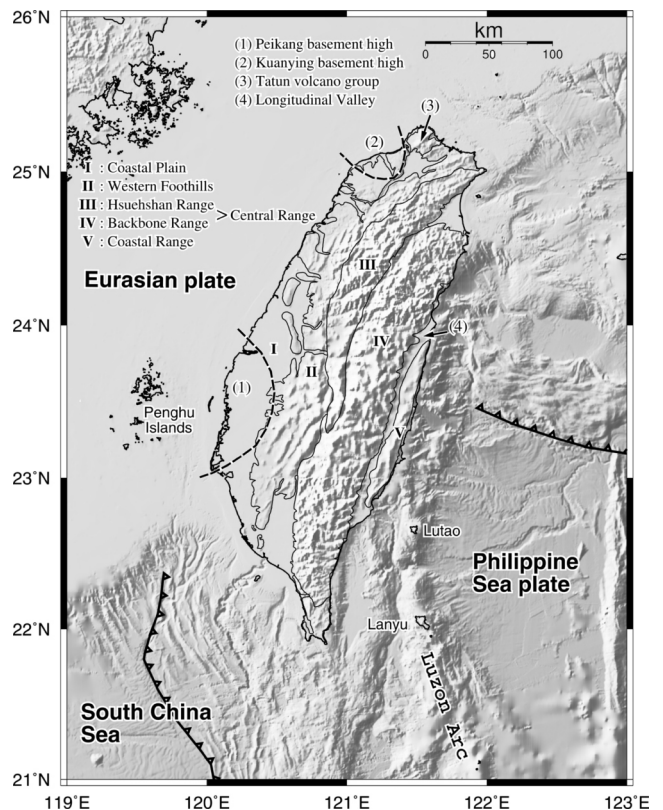 26˚N
km
0 50 100
(1) Peikang basement high
(2) Kuanying basement high
(3) Tatun volcano group
(4) Longitudinal Valley
(3)
(2)
25˚N
I : Coastal Plain
II : Western Foothills
III : Hsuehshan Range
IV : Backbone Range
V : Coastal Range
> Central Range
III
Eurasian plate
24˚N
(4)
IV
I
II
(1)
Penghu
Islands
V
23˚N
Lutao
Philippine
Sea plate
22˚N
Lanyu
Luzon Arc
South China
Sea
21˚N
119˚E 120˚E 121˚E 122˚E 123˚E